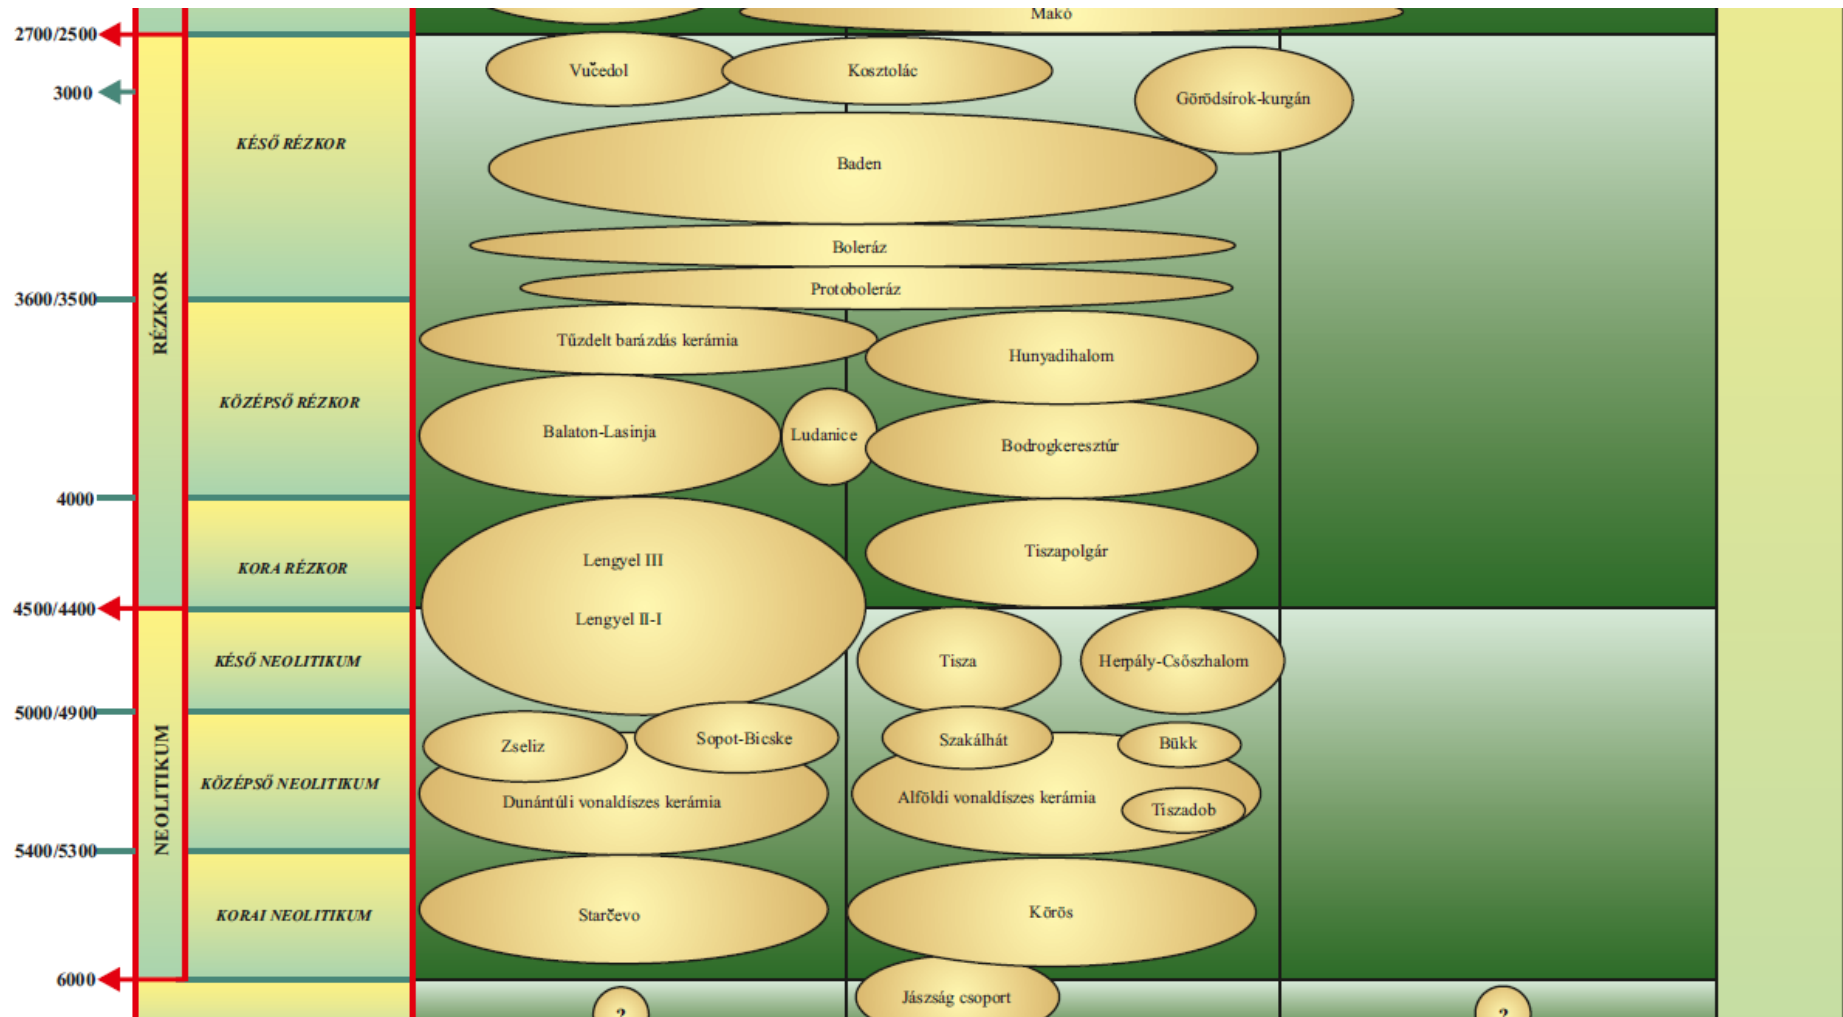 Makó
2700/2500
Vučedol
Kosztolác
3000
Görödsírok-kurgán
KÉSŐ RÉZKOR
Baden
Boleráz
Protoboleráz
3600/3500
RÉZKOR
Tűzdelt barázdás kerámia
Hunyadihalom
KÖZÉPSŐ RÉZKOR
Balaton-Lasinja
Ludanice
Bodrogkeresztúr
4000
Lengyel III
Tiszapolgár
KORA RÉZKOR
4500/4400
Lengyel II-I
KÉSŐ NEOLITIKUM
Tisza
Herpály-Csőszhalom
5000/4900
NEOLITIKUM
Zseliz
Sopot-Bicske
Szakálhát
Bükk
KÖZÉPSŐ NEOLITIKUM
Dunántúli vonaldíszes kerámia
Alföldi vonaldíszes kerámia
Tiszadob
5400/5300
KORAI NEOLITIKUM
Starčevo
Körös
6000
Jászság csoport
?
?